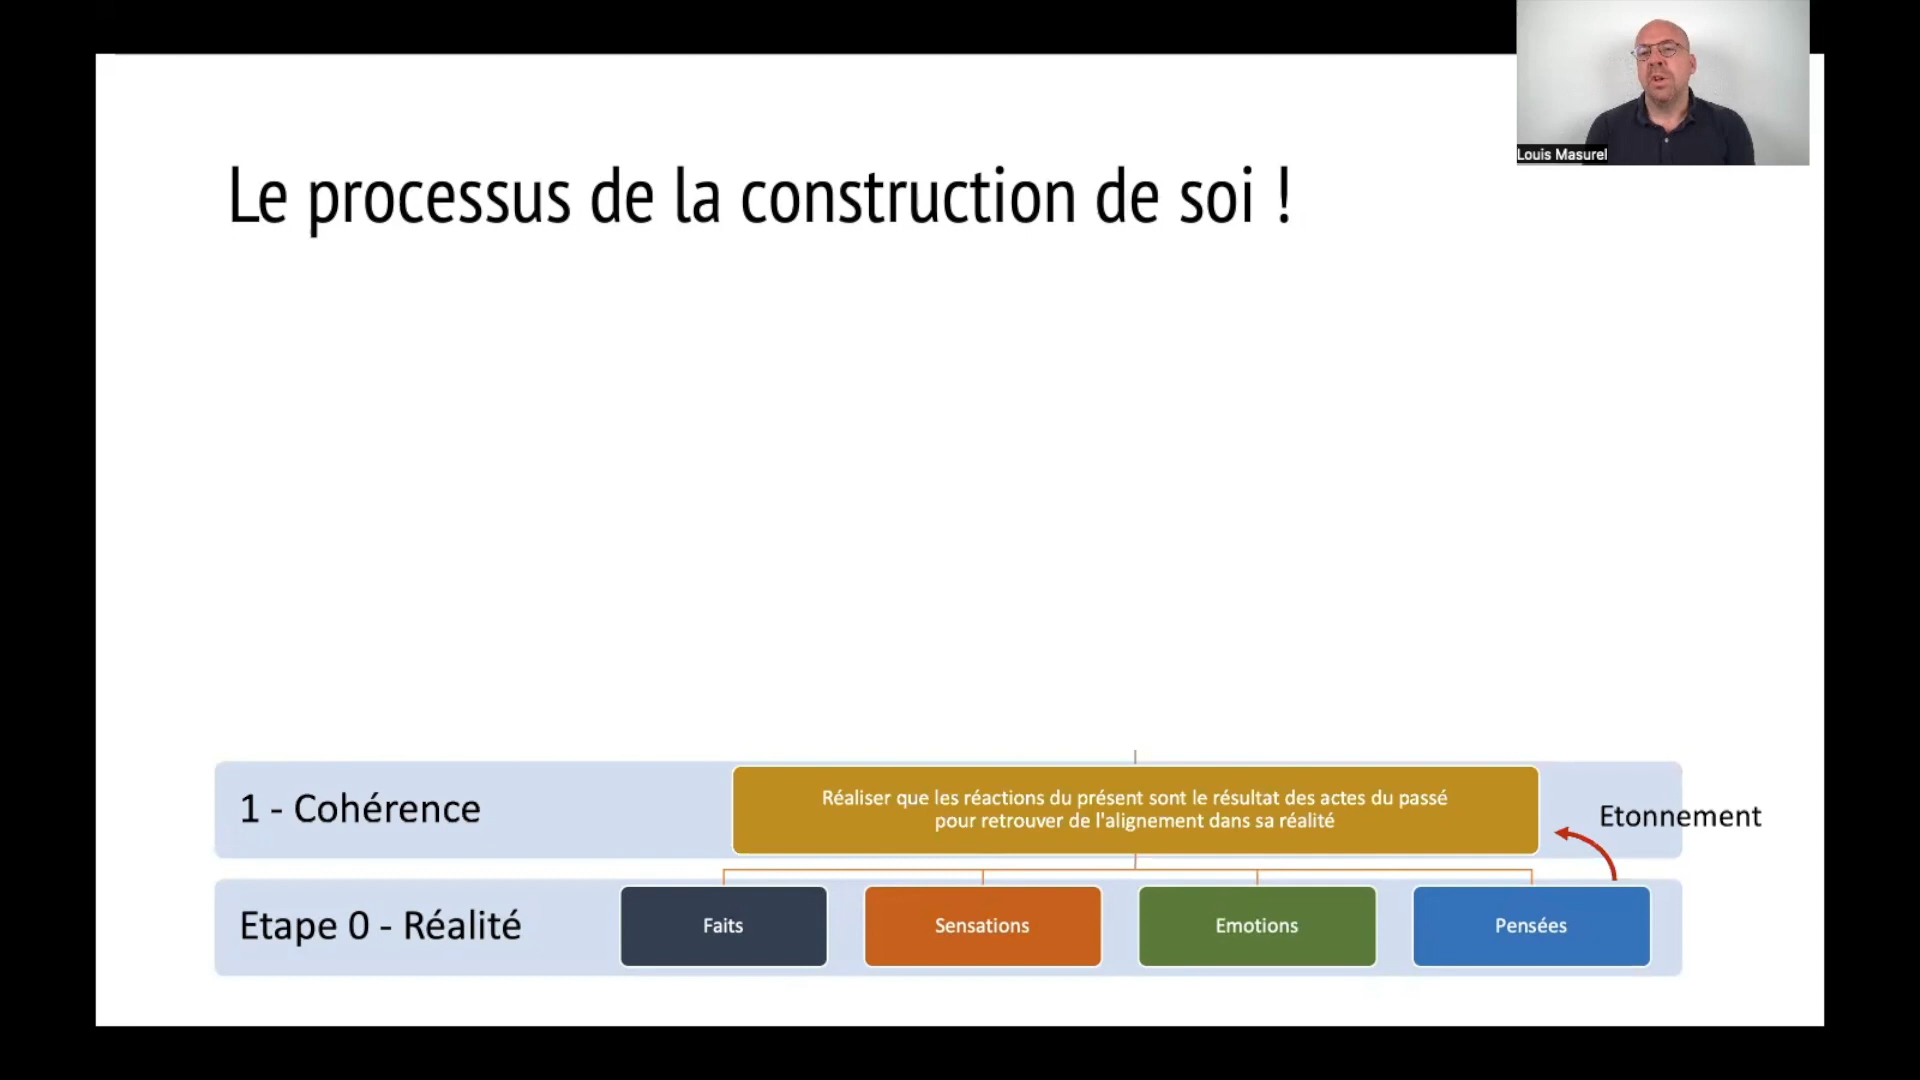 Louis Masurel
Le processus de la construction de soi !
1 - Cohérence
Réaliser que les réactions du présent sont le résultat des actes du passé
pour retrouver de l'alignement dans sa réalité
Etonnement
Etape 0 - Réalité
Faits
Sensations
Emotions
Pensées